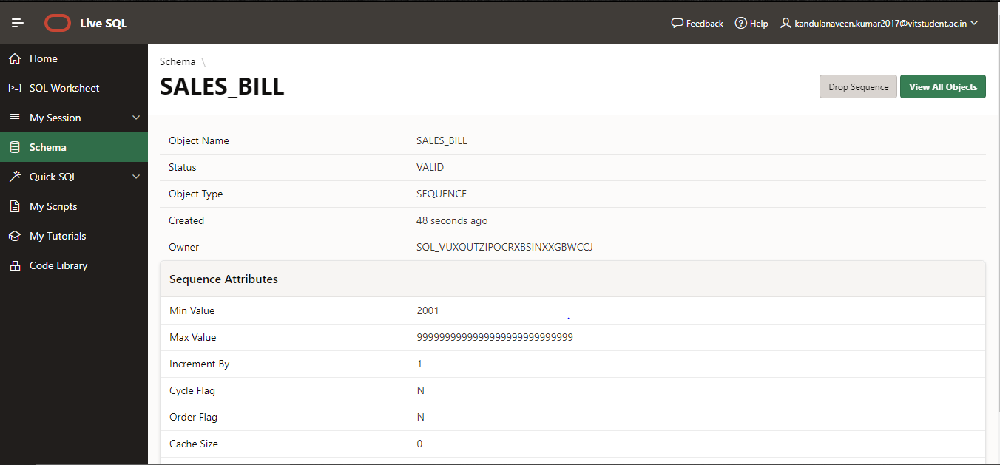 Live SQL
Feedback
Help
kandulanaveen.kumar2017@vitstudent.ac.in
Home
SQL Worksheet
My Session
Schema
Quick SQL
My Scripts
My Tutorials
Code Library
Schema \
SALES_BILL
Drop Sequence
View All Objects
Object Name SALES_BILL
Status VALID
Object Type SEQUENCE
Created 48 seconds ago
Owner SQL_VUXQUTZIPOCRXBSINXXGBWCCJ
Sequence Attributes
Min Value 2001
Max Value 9999999999999999999999999999
Increment By 1
Cycle Flag N
Order Flag N
Cache Size 0